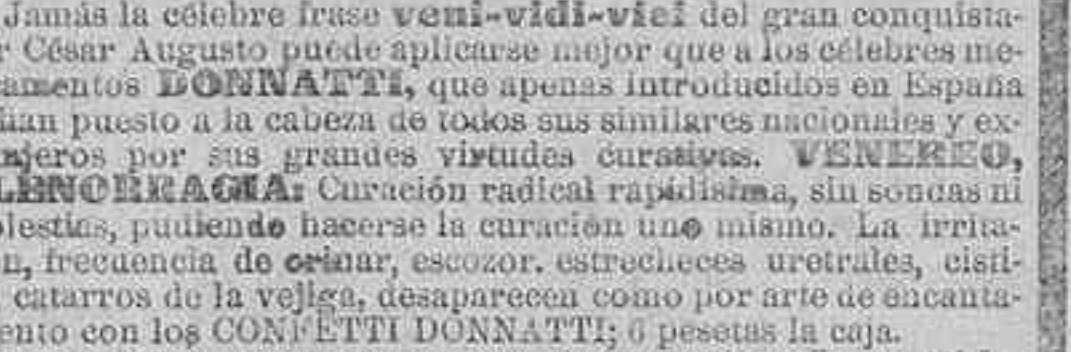 Jamás la célebre frase veni-vidi-vici del gran conquista-
r César Augusto puede aplicarse mejor que a los célebres me-
camentos DONNATTI, que apenas introducidos en España
han puesto a la cabeza de todos sus similares nacionales y ex-
njeros por sus grandes virtudes curativas. VENEREO,
LENORRAGIA: Curación radical rapidisima, sin sondas ni
olestias, pudiendo hacerse la curación uno mismo. La irrita-
n, frecuencia de orinar, escozor. estrecheces uretrales, cisti-
catarros de la vejiga, desaparecen como por arte de encanta-
ento con los CONFETTI DONNATTI; 6 pesetas la caja.